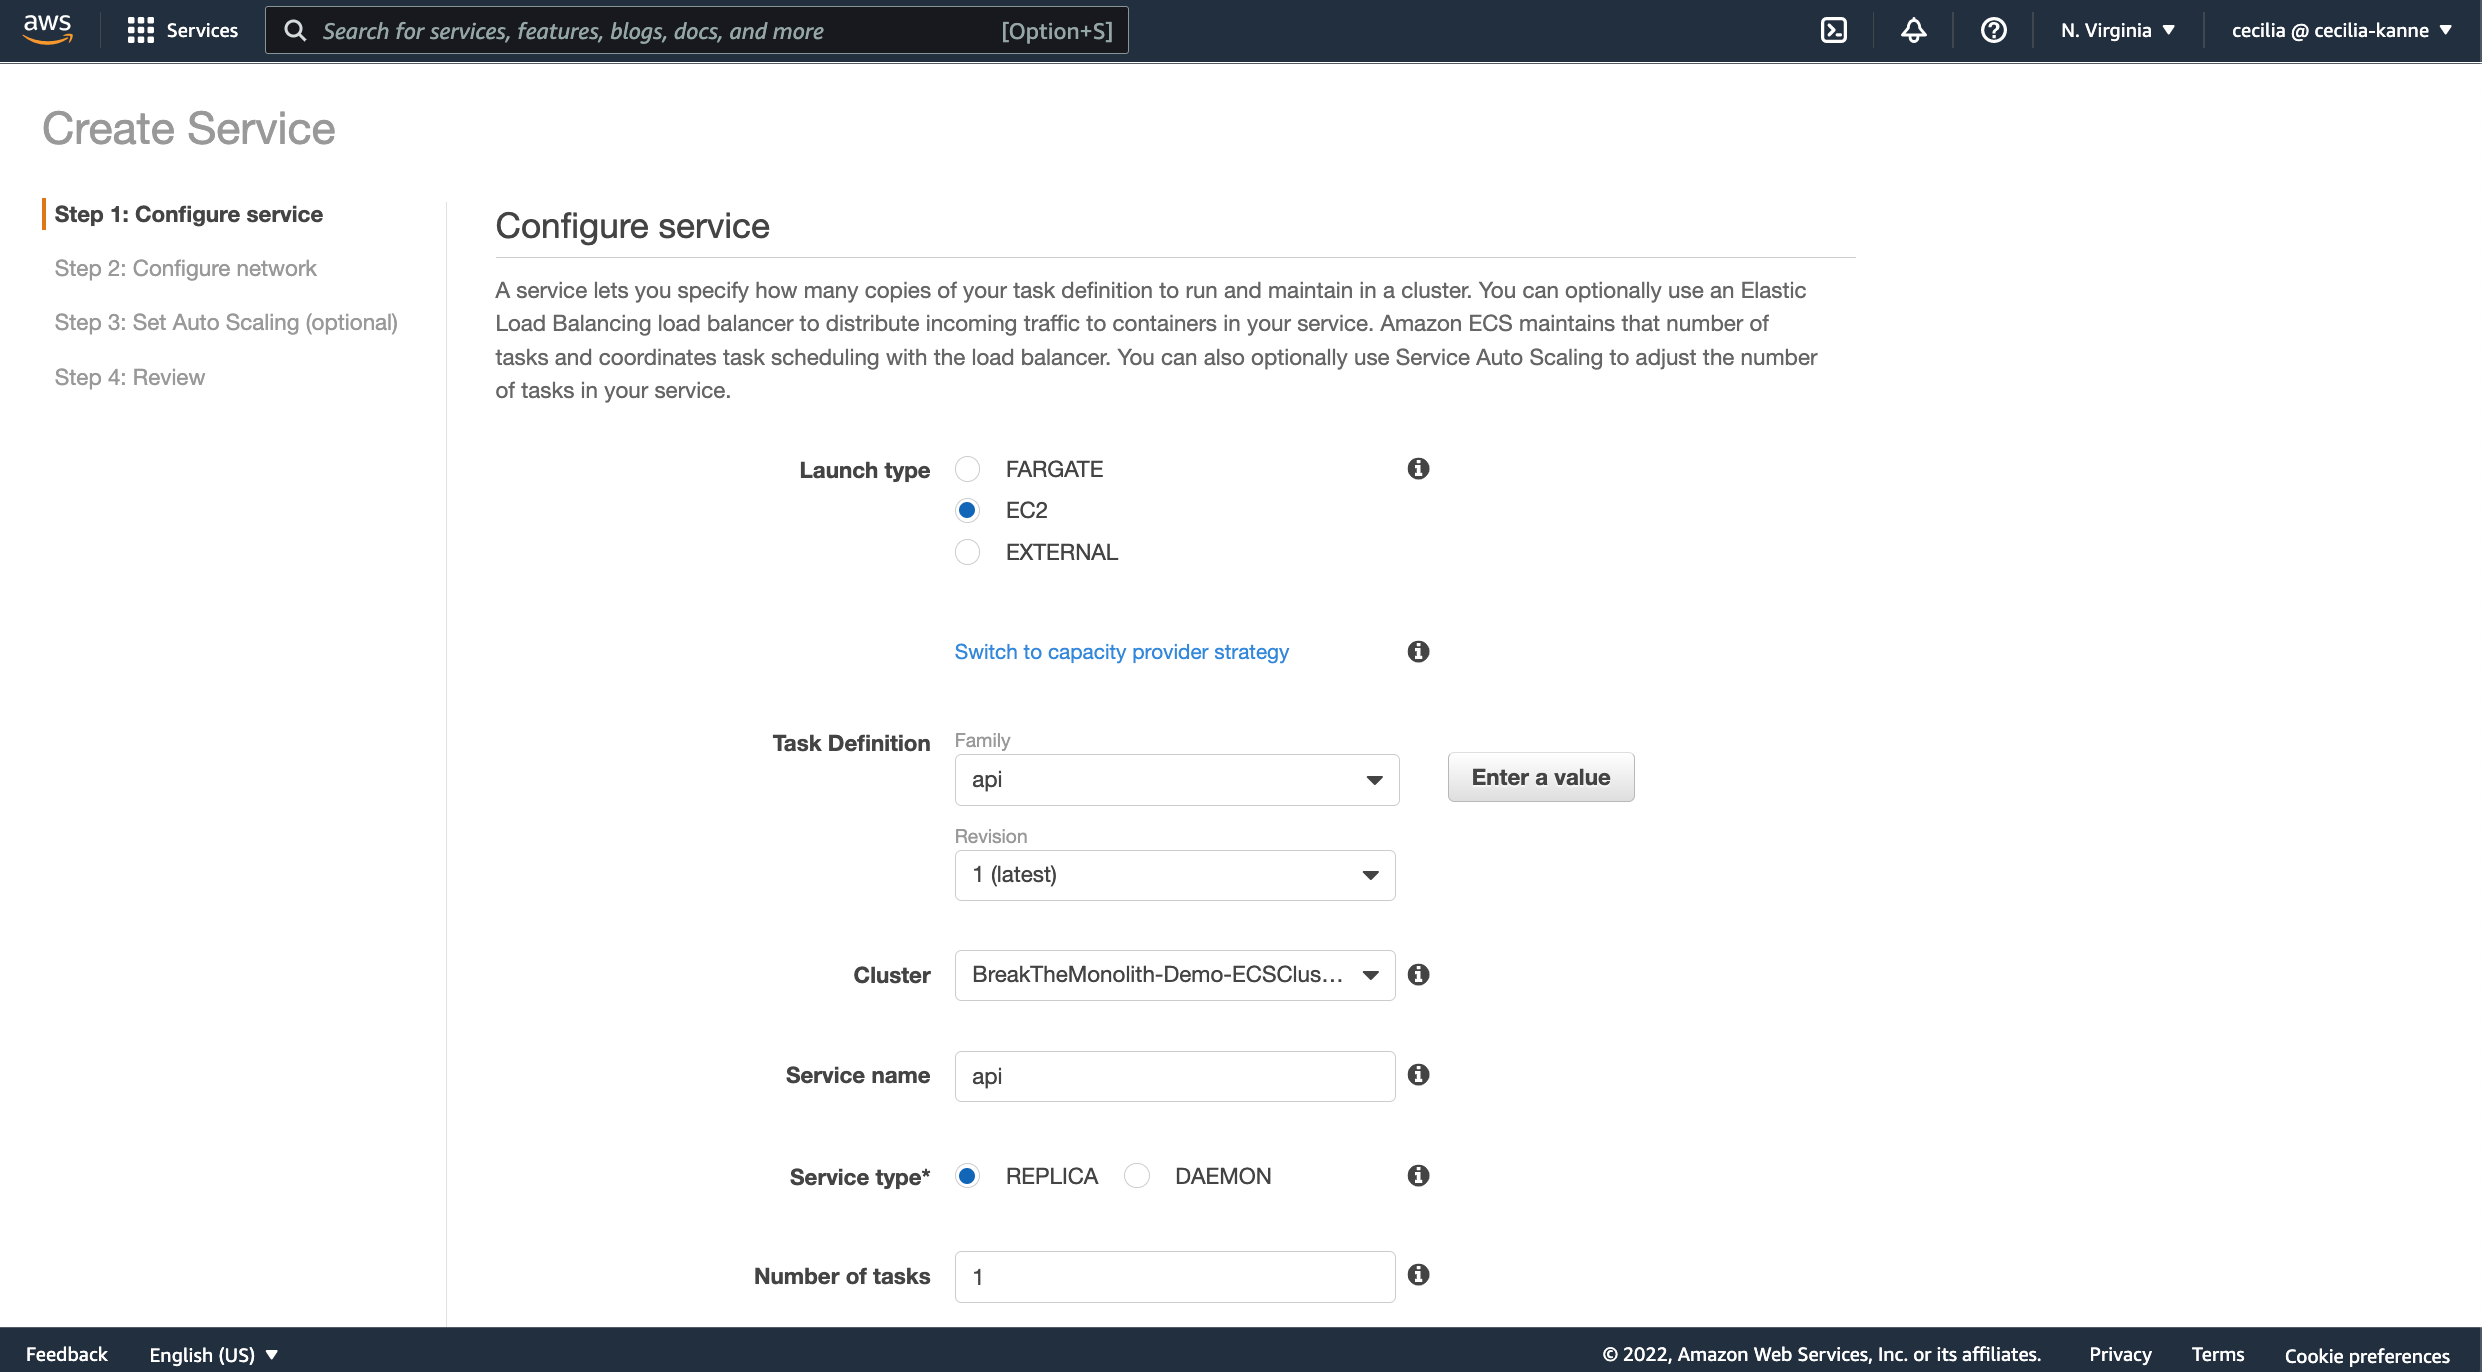 aws
Services
Search for services, features, blogs, docs, and more
[Option+S]
N. Virginia
cecilia @ cecilia-kanne
Create Service
Step 1: Configure service
Step 2: Configure network
Step 3: Set Auto Scaling (optional)
Step 4: Review
Configure service
A service lets you specify how many copies of your task definition to run and maintain in a cluster. You can optionally use an Elastic
Load Balancing load balancer to distribute incoming traffic to containers in your service. Amazon ECS maintains that number of
tasks and coordinates task scheduling with the load balancer. You can also optionally use Service Auto Scaling to adjust the number
of tasks in your service.
Launch type
FARGATE
EC2
EXTERNAL
Switch to capacity provider strategy
Task Definition
Family
api
Enter a value
Revision
1 (latest)
Cluster
BreakTheMonolith-Demo-ECSClus...
Service name
api
Service type*
REPLICA
DAEMON
Number of tasks
1
Feedback
English (US)
© 2022, Amazon Web Services, Inc. or its affiliates.
Privacy
Terms
Cookie preferences